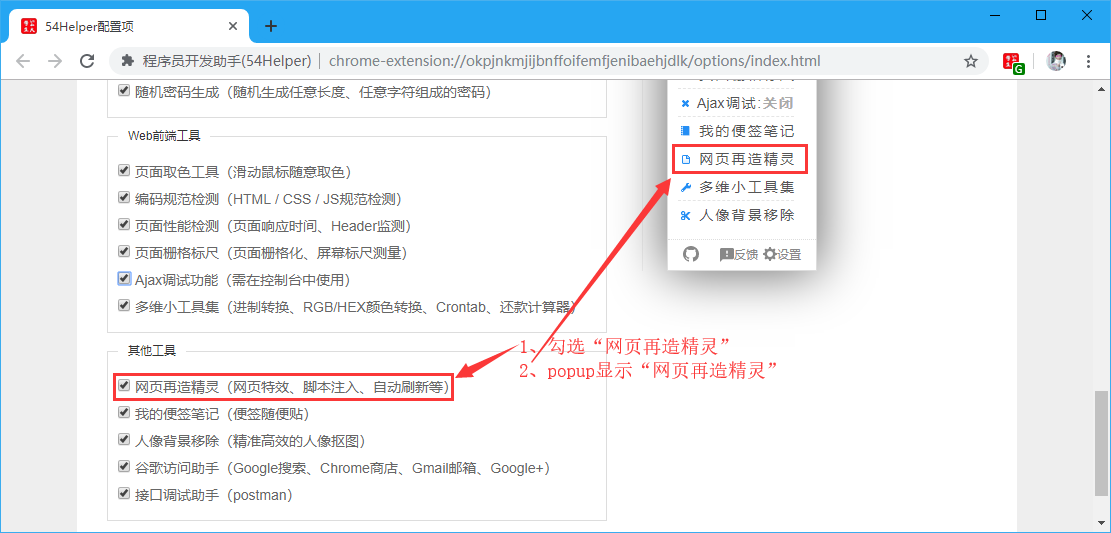 54Helper配置项
程序员开发助手(54Helper)
chrome-extension://okpjnkmjijbnffoifemfjenibaehjdlk/options/index.html
随机密码生成（随机生成任意长度、任意字符组成的密码）
Web前端工具
页面取色工具（滑动鼠标随意取色）
编码规范检测（HTML / CSS / JS规范检测）
页面性能检测（页面响应时间、Header监测）
页面栅格标尺（页面栅格化、屏幕标尺测量）
Ajax调试功能（需在控制台中使用）
多维小工具集（进制转换、RGB/HEX颜色转换、Crontab、还款计算器）
其他工具
网页再造精灵（网页特效、脚本注入、自动刷新等）
我的便签笔记（便签随便贴）
人像背景移除（精准高效的人像抠图）
谷歌访问助手（Google搜索、Chrome商店、Gmail邮箱、Google+）
接口调试助手（postman）
Ajax调试:关闭
我的便签笔记
网页再造精灵
多维小工具集
人像背景移除
反馈 设置
1、勾选“网页再造精灵”
2、popup显示“网页再造精灵”
G